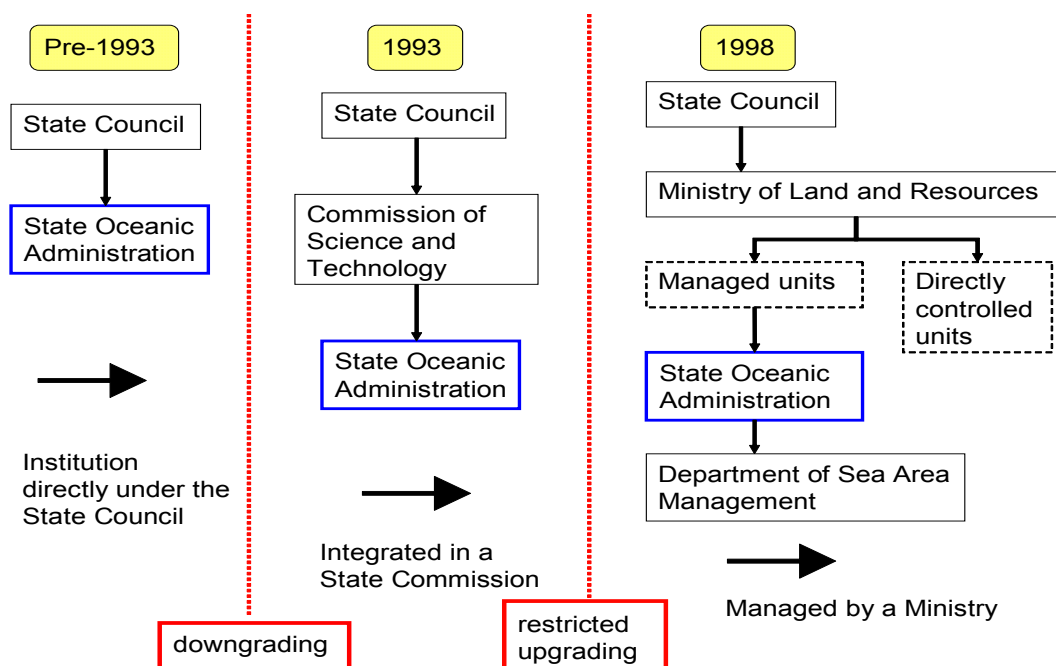 Pre-1993
State Council
State Oceanic
Administration
Institution
directly under the
State Council
downgrading
1993
State Council
Commission of
Science and
Technology
State Oceanic
Administration
Integrated in a
State Commission
restricted
upgrading
1998
State Council
Ministry of Land and Resources
Managed units
Directly
controlled
units
State Oceanic
Administration
Department of Sea Area
Management
Managed by a Ministry